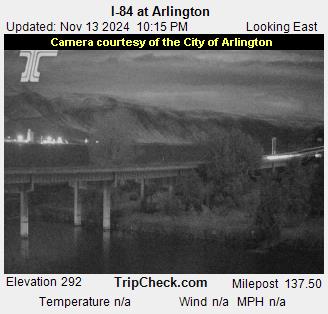 I-84 at Arlington
Updated: Nov 13 2024 10:15 PM Looking East
Camera courtesy of the City of Arlington
Elevation 292 TripCheck.com Milepost 137.50
Temperature n/a Wind n/a MPH n/a